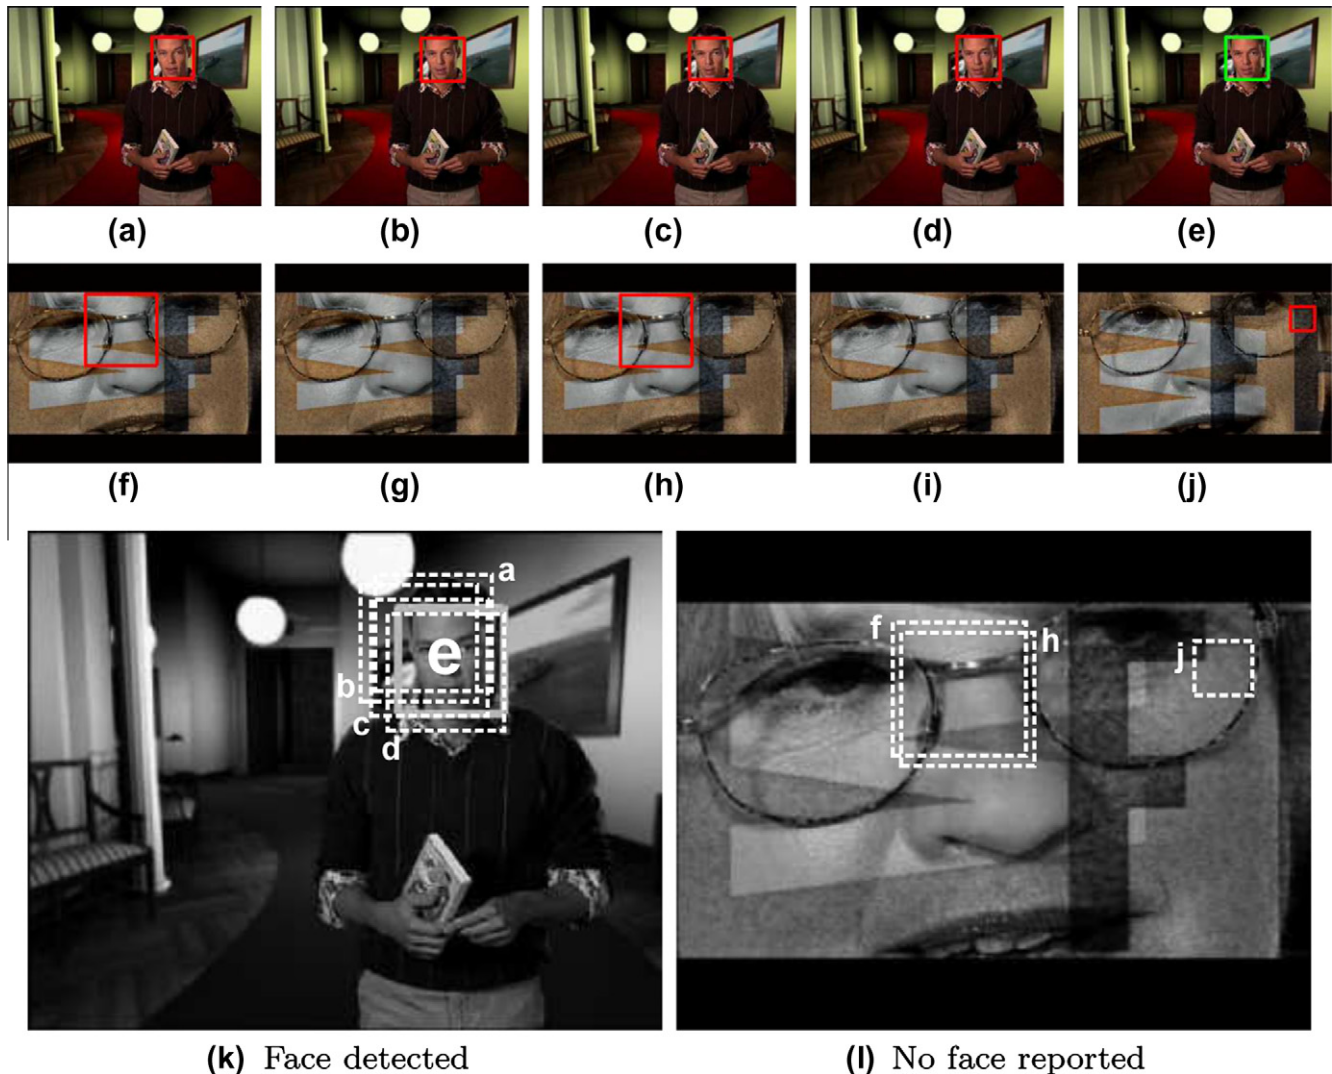 (a) (b) (c) (d) (e)
(f) (g) (h) (i) (j)
a
e
b
c
d
f
h
j
(k) Face detected
(l) No face reported